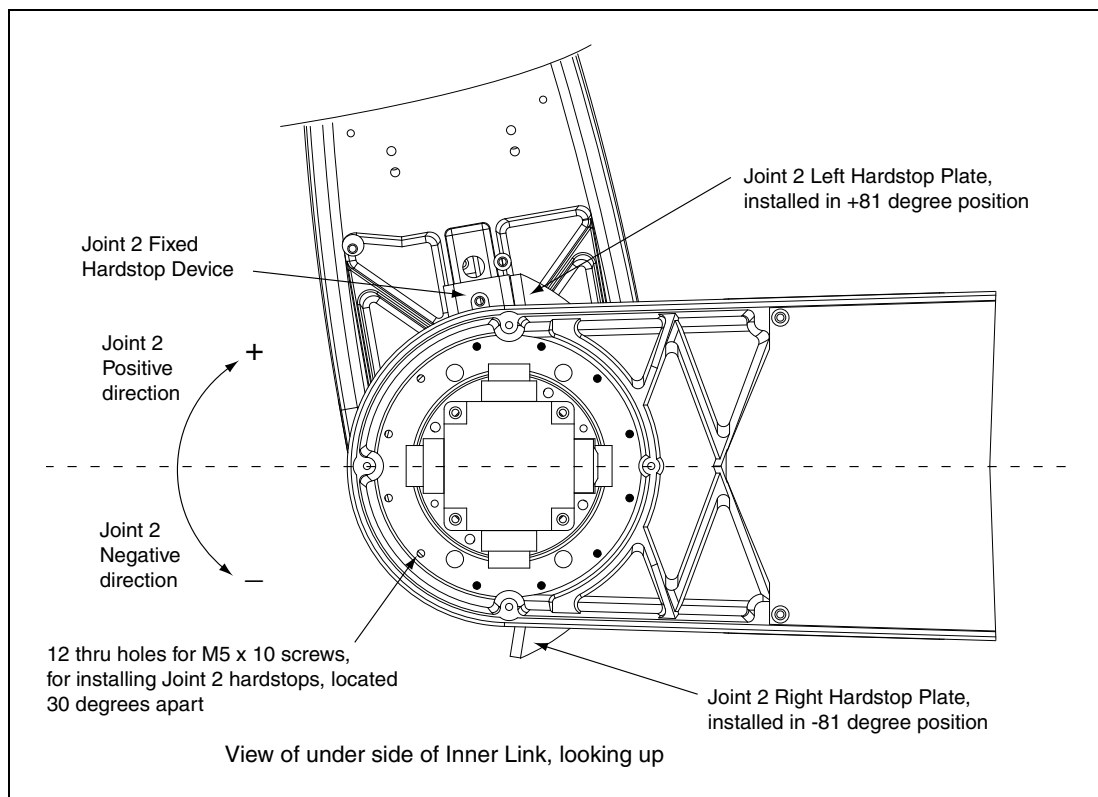 Joint 2 Left Hardstop Plate,
installed in +81 degree position
Joint 2 Fixed
Hardstop Device
Joint 2
Positive
direction
+
Joint 2
Negative
direction
–
12 thru holes for M5 x 10 screws,
for installing Joint 2 hardstops, located
30 degrees apart
Joint 2 Right Hardstop Plate,
installed in -81 degree position
View of under side of Inner Link, looking up